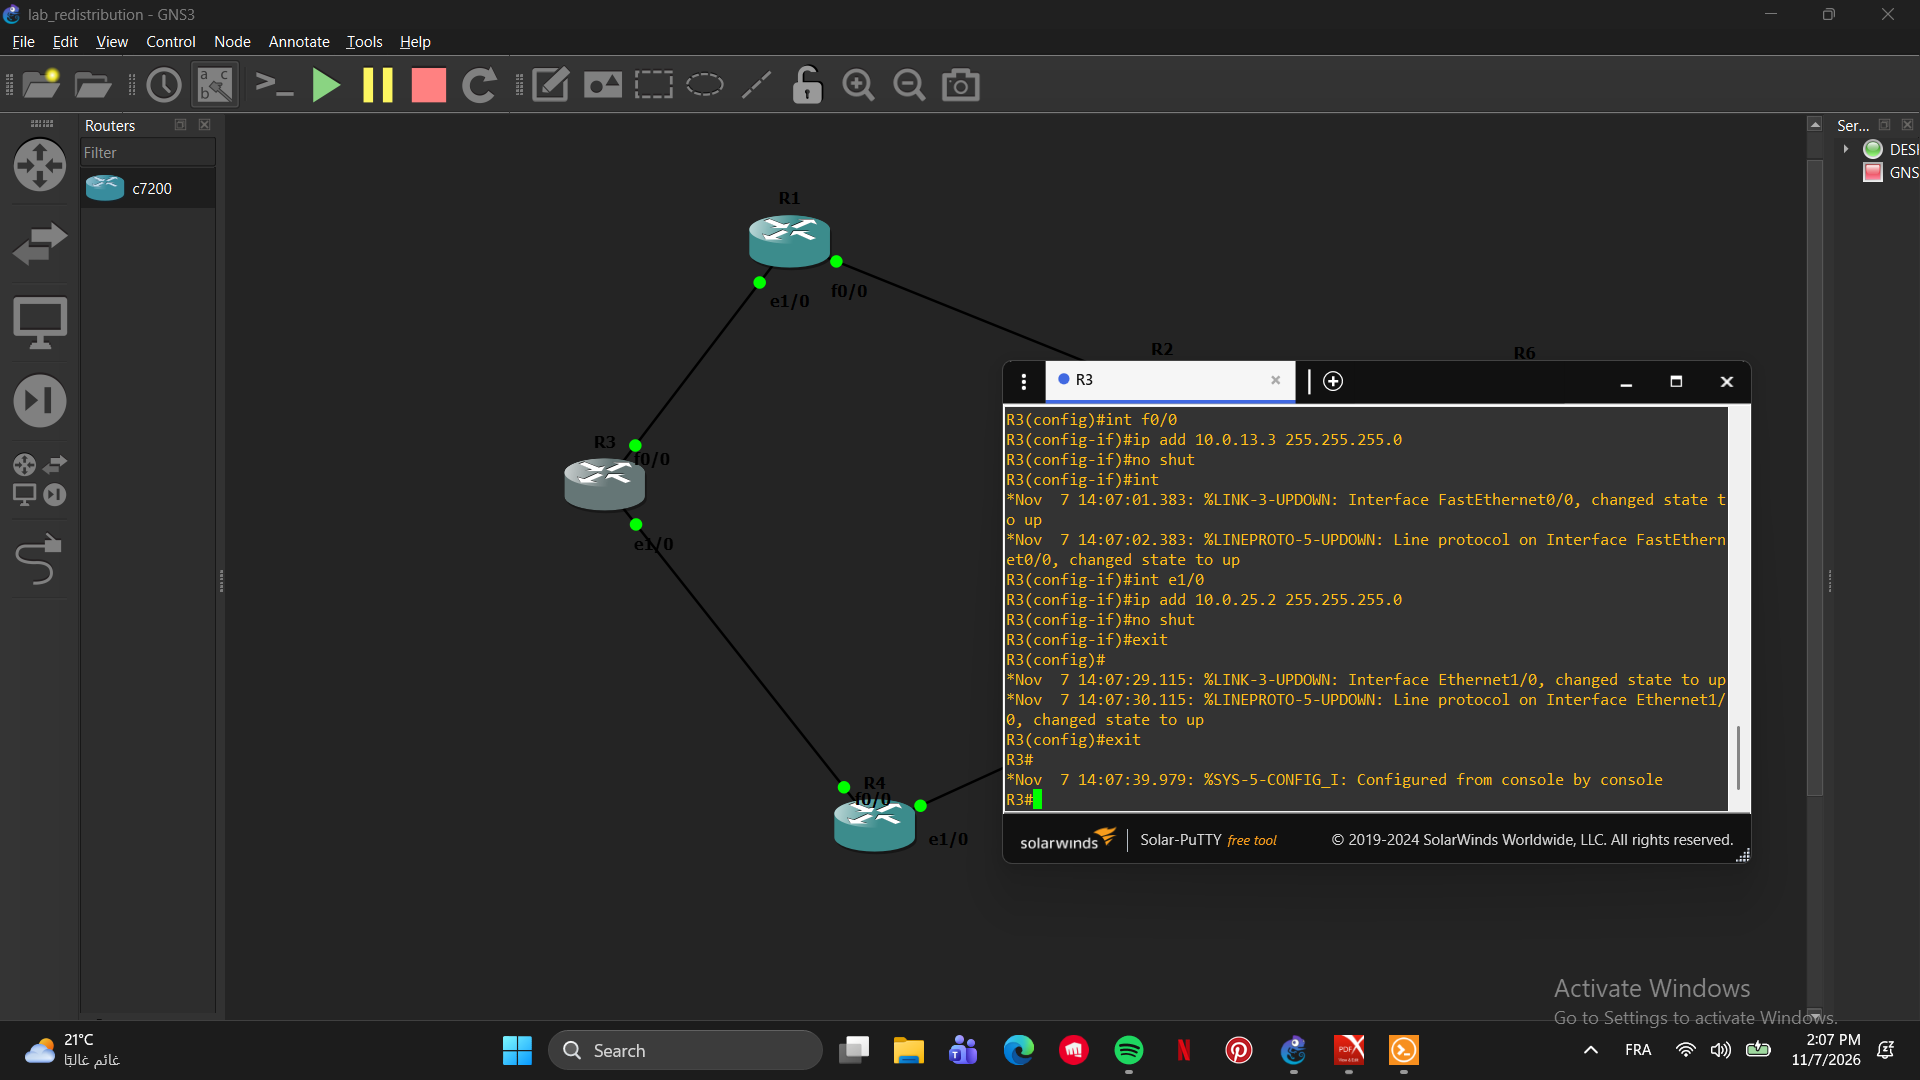 lab_redistribution - GNS3
File Edit View Control Node Annotate Tools Help
Routers
Filter
c7200
Ser...
DESH
GNS
R1
e1/0
f0/0
R2
R6
R3
f0/0
e1/0
R4
f0/0
e1/0
R3
R3(config)#int f0/0
R3(config-if)#ip add 10.0.13.3 255.255.255.0
R3(config-if)#no shut
R3(config-if)#int
*Nov  7 14:07:01.383: %LINK-3-UPDOWN: Interface FastEthernet0/0, changed state t
o up
*Nov  7 14:07:02.383: %LINEPROTO-5-UPDOWN: Line protocol on Interface FastEthern
et0/0, changed state to up
R3(config-if)#int e1/0
R3(config-if)#ip add 10.0.25.2 255.255.255.0
R3(config-if)#no shut
R3(config-if)#exit
R3(config)#
*Nov  7 14:07:29.115: %LINK-3-UPDOWN: Interface Ethernet1/0, changed state to up
*Nov  7 14:07:30.115: %LINEPROTO-5-UPDOWN: Line protocol on Interface Ethernet1/
0, changed state to up
R3(config)#exit
R3#
*Nov  7 14:07:39.979: %SYS-5-CONFIG_I: Configured from console by console
R3#
solarwinds Solar-PuTTY free tool © 2019-2024 SolarWinds Worldwide, LLC. All rights reserved.
Activate Windows
Go to Settings to activate Windows.
21°C
غائم غالبًا
Search
FRA
2:07 PM
11/7/2026